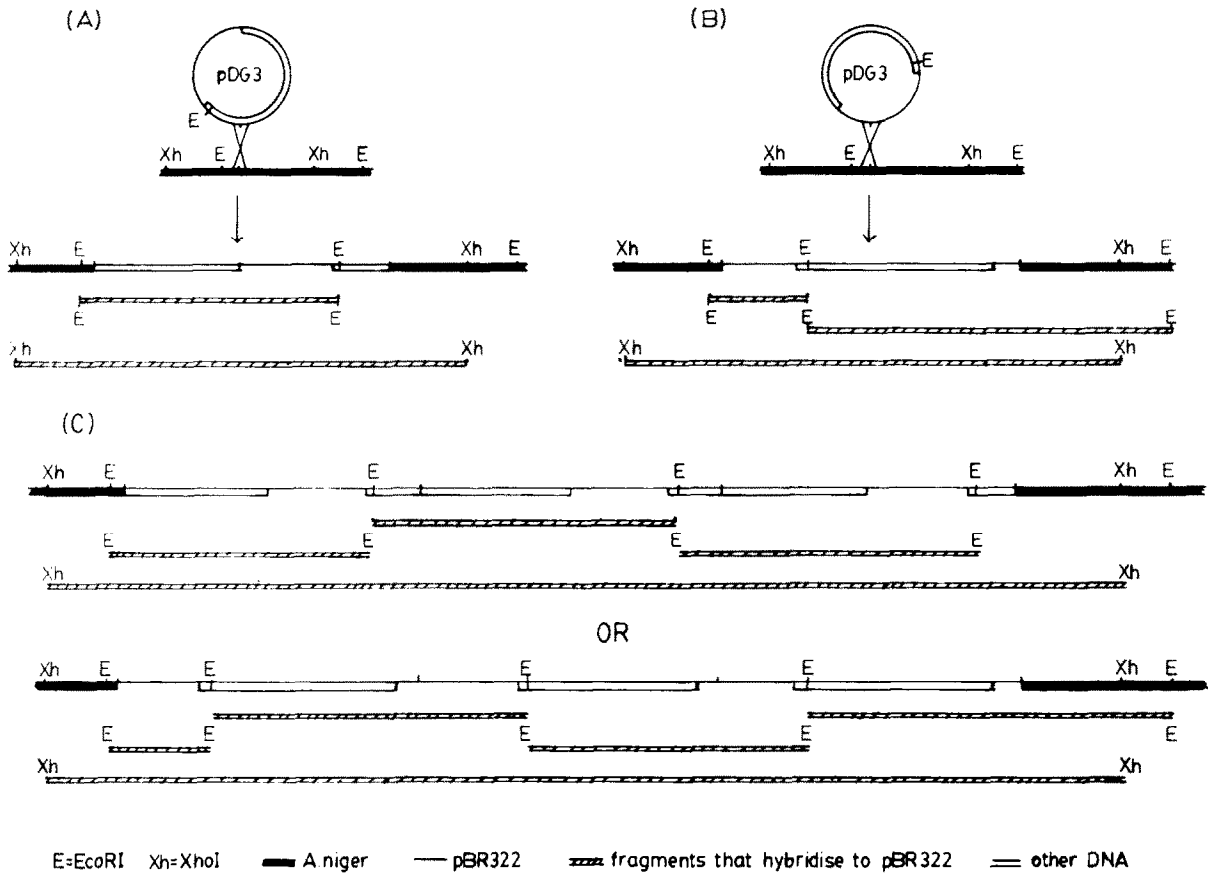 (A)
(B)
pDG3
pDG3
E
E
Xh E Xh E
Xh E Xh E
Xh E E Xh E
Xh E E Xh E
E E
E E E
Xh Xh
Xh Xh
(C)
Xh E E E E Xh E
E E E E
Xh Xh
OR
Xh E E E E Xh E
E E E E E
Xh Xh
E=EcoRI Xh=XhoI A.niger pBR322 fragments that hybridise to pBR322 other DNA